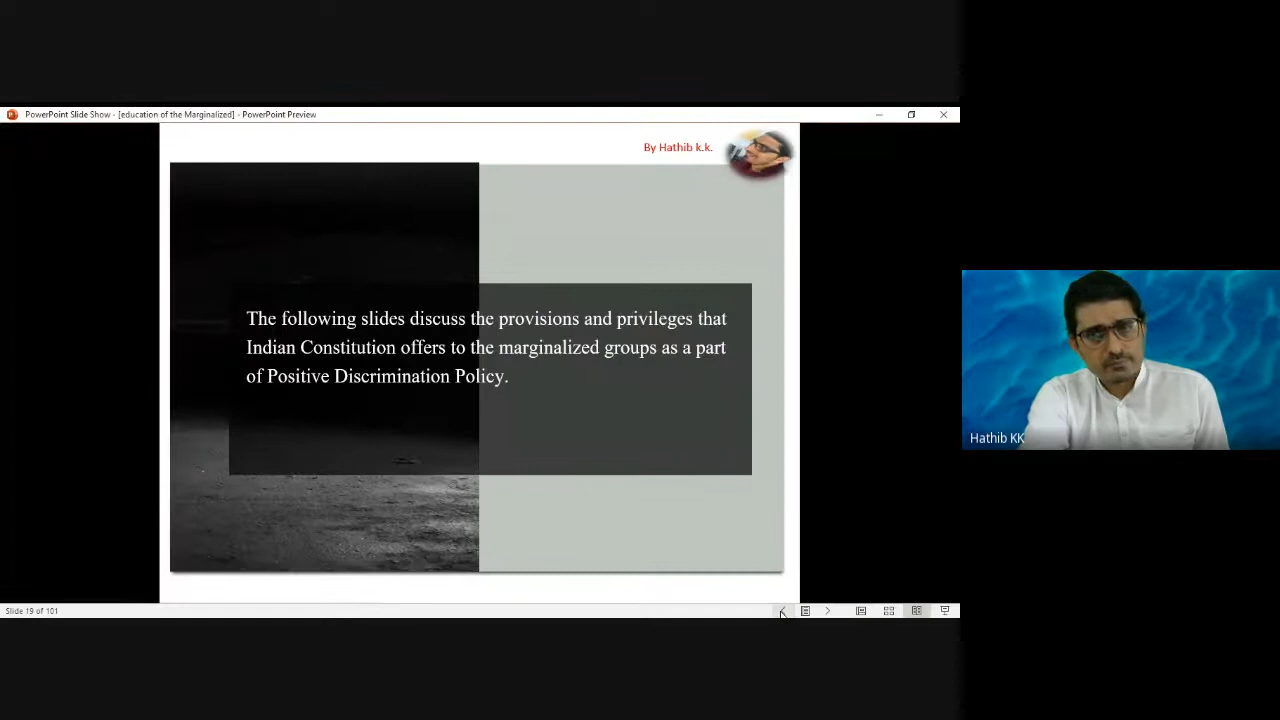 PowerPoint Slide Show - [education of the Marginalized] - PowerPoint Preview
By Hathib k.k.
The following slides discuss the provisions and privileges that
Indian Constitution offers to the marginalized groups as a part
of Positive Discrimination Policy.
Hathib KK
Slide 19 of 101